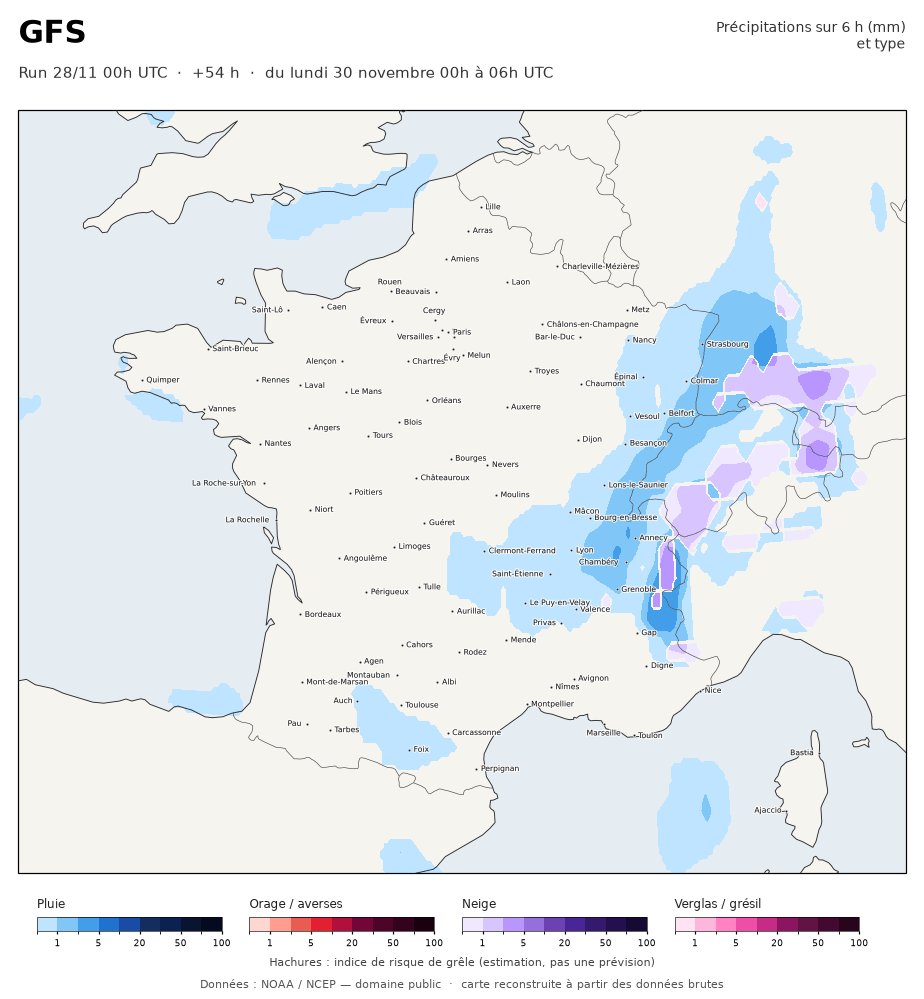 GFS
Précipitations sur 6 h (mm)
et type
Run 28/11 00h UTC · +54 h · du lundi 30 novembre 00h à 06h UTC
Lille
Arras
Amiens
Charleville-Mézières
Rouen
Laon
Beauvais
Saint-Lô
Caen
Cergy
Metz
Évreux
Châlons-en-Champagne
Versailles
Paris
Bar-le-Duc
Nancy
Strasbourg
Saint-Brieuc
Évry
Melun
Alençon
Chartres
Troyes
Épinal
Quimper
Rennes
Laval
Chaumont
Colmar
Le Mans
Orléans
Auxerre
Vannes
Vesoul
Belfort
Angers
Blois
Tours
Nantes
Dijon
Besançon
Bourges
Nevers
La Roche-sur-Yon
Châteauroux
Lons-le-Saunier
Poitiers
Moulins
Niort
Mâcon
Bourg-en-Bresse
La Rochelle
Guéret
Annecy
Limoges
Clermont-Ferrand
Lyon
Angoulême
Chambéry
Saint-Étienne
Tulle
Grenoble
Périgueux
Le Puy-en-Velay
Valence
Bordeaux
Aurillac
Privas
Gap
Cahors
Mende
Rodez
Agen
Digne
Montauban
Mont-de-Marsan
Albi
Avignon
Nîmes
Nice
Auch
Toulouse
Montpellier
Pau
Tarbes
Carcassonne
Marseille
Toulon
Foix
Bastia
Perpignan
Ajaccio
Pluie
Orage / averses
Neige
Verglas / grésil
1 5 20 50 100
1 5 20 50 100
1 5 20 50 100
1 5 20 50 100
Hachures : indice de risque de grêle (estimation, pas une prévision)
Données : NOAA / NCEP — domaine public · carte reconstruite à partir des données brutes